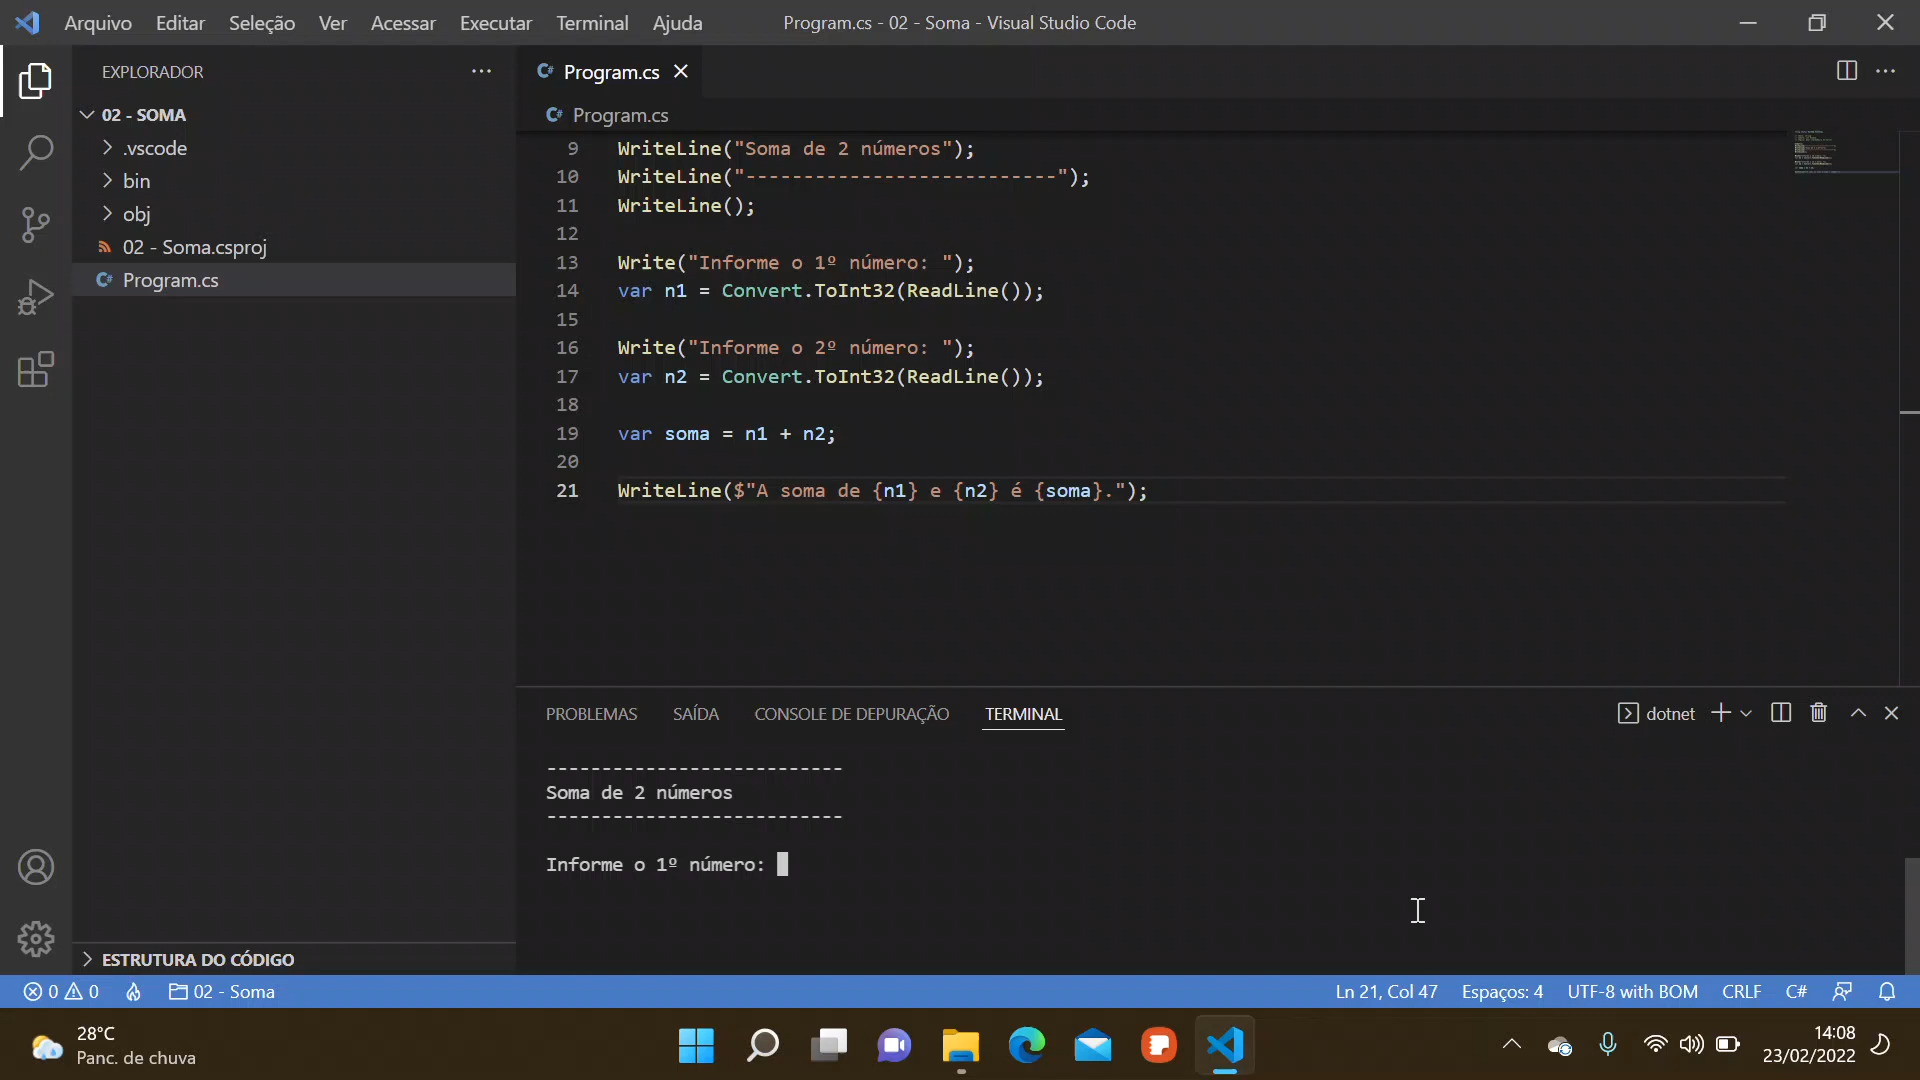 Arquivo Editar Seleção Ver Acessar Executar Terminal Ajuda Program.cs - 02 - Soma - Visual Studio Code
EXPLORADOR
02 - SOMA
.vscode
bin
obj
02 - Soma.csproj
C# Program.cs
C# Program.cs
C# Program.cs
9 WriteLine("Soma de 2 números");
10 WriteLine("---------------------------");
11 WriteLine();
12
13 Write("Informe o 1º número: ");
14 var n1 = Convert.ToInt32(ReadLine());
15
16 Write("Informe o 2º número: ");
17 var n2 = Convert.ToInt32(ReadLine());
18
19 var soma = n1 + n2;
20
21 WriteLine($"A soma de {n1} e {n2} é {soma}.");
PROBLEMAS SAÍDA CONSOLE DE DEPURAÇÃO TERMINAL dotnet
---------------------------
Soma de 2 números
---------------------------
Informe o 1º número:
ESTRUTURA DO CÓDIGO
0 0 02 - Soma Ln 21, Col 47 Espaços: 4 UTF-8 with BOM CRLF C#
28°C
Panc. de chuva
14:08
23/02/2022